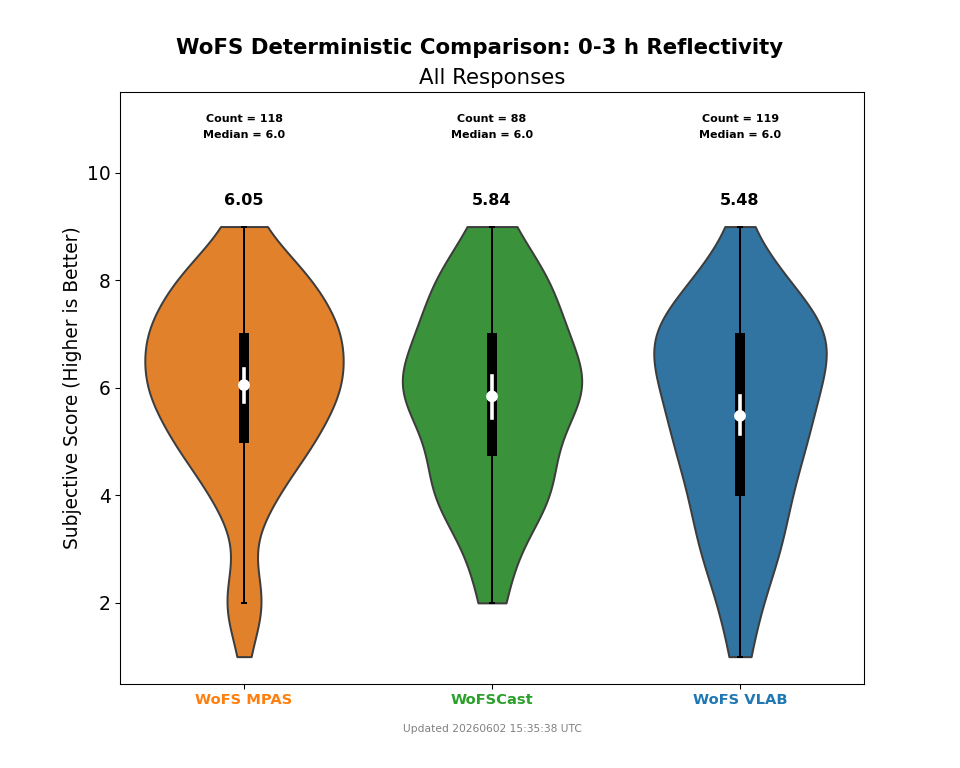 WoFS Deterministic Comparison: 0-3 h Reflectivity
All Responses
Count = 118
Median = 6.0
Count = 88
Median = 6.0
Count = 119
Median = 6.0
6.05
5.84
5.48
10
8
6
4
2
Subjective Score (Higher is Better)
WoFS MPAS
WoFSCast
WoFS VLAB
Updated 20260602 15:35:38 UTC